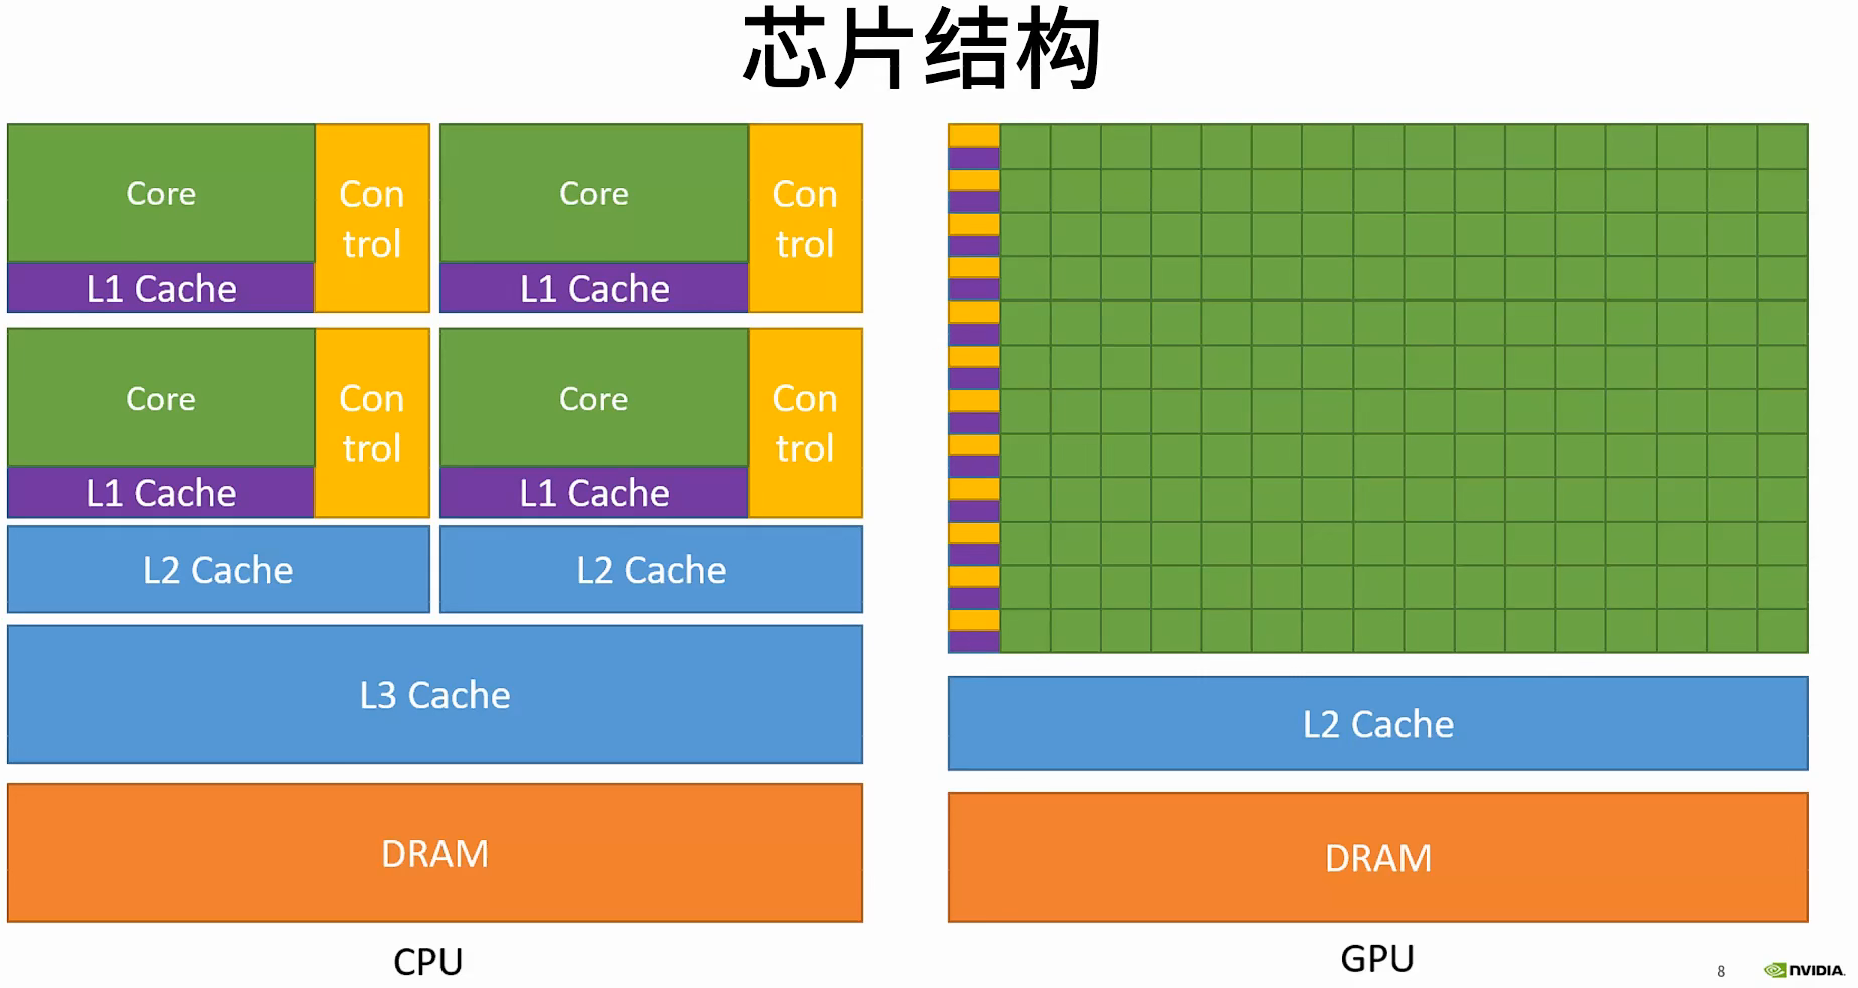 芯片结构
Core
Con
trol
L1 Cache
Core
Con
trol
L1 Cache
Core
Con
trol
L1 Cache
Core
Con
trol
L1 Cache
L2 Cache
L2 Cache
L3 Cache
DRAM
CPU
L2 Cache
DRAM
GPU
8
NVIDIA.